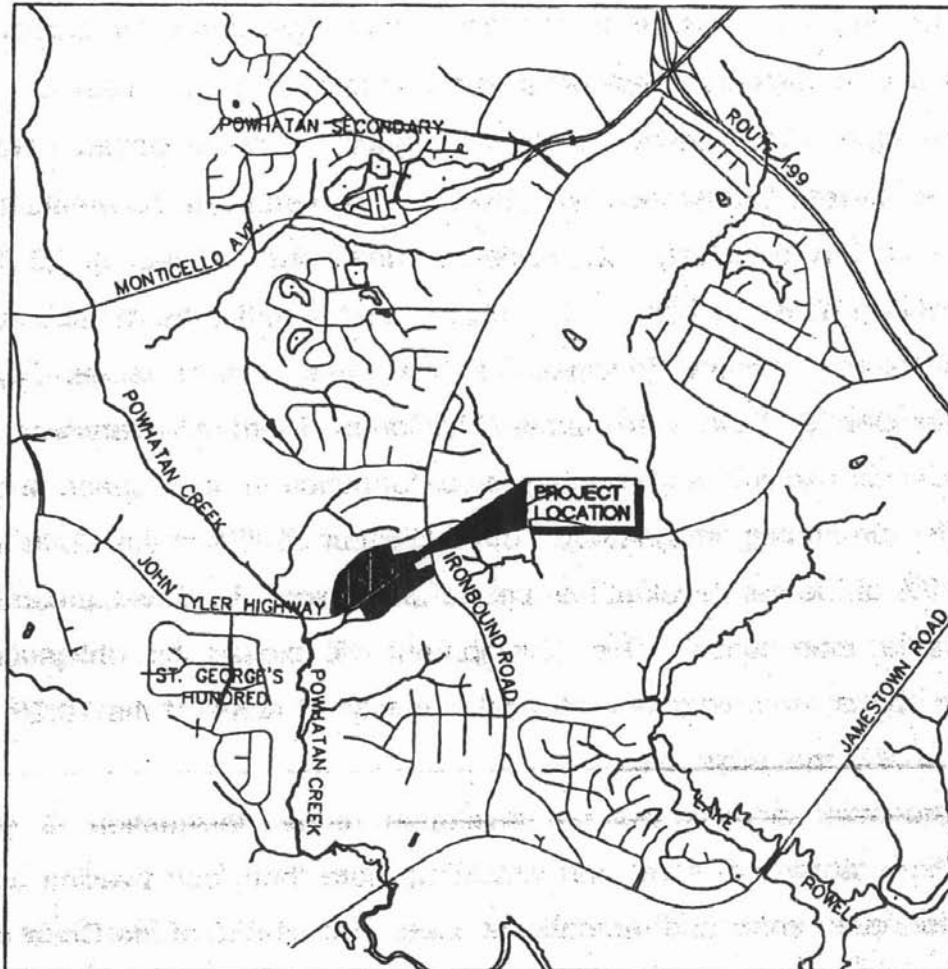 POWHATAN SECONDARY
ROUTE 199
MONTICELLO AVE.
POWHATAN CREEK
PROJECT
LOCATION
JOHN TYLER HIGHWAY
IRONBOUND ROAD
ST. GEORGE'S
HUNDRED
POWHATAN CREEK
JAMESTOWN ROAD
LAKE
POWELL